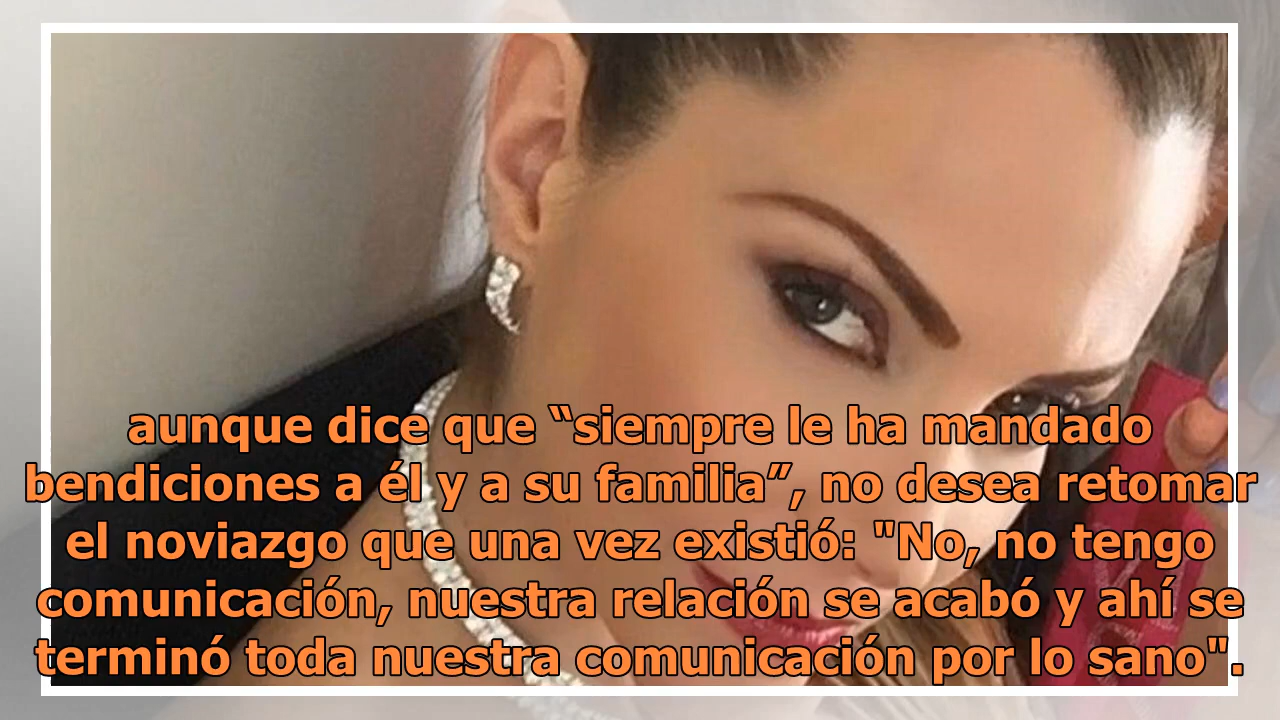 aunque dice que “siempre le ha mandado
bendiciones a él y a su familia”, no desea retomar
el noviazgo que una vez existió: "No, no tengo
comunicación, nuestra relación se acabó y ahí se
terminó toda nuestra comunicación por lo sano".